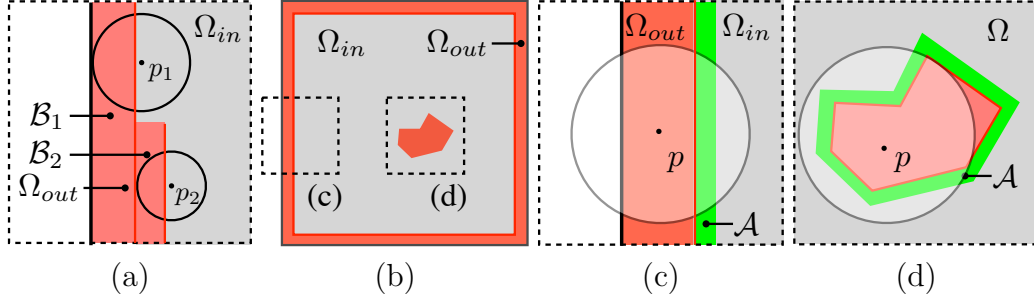 Ω_in
p_1
B_1
B_2
Ω_out
p_2
(a)
Ω_in
Ω_out
(c)
(d)
(b)
Ω_out
Ω_in
p
A
(c)
Ω
p
A
(d)